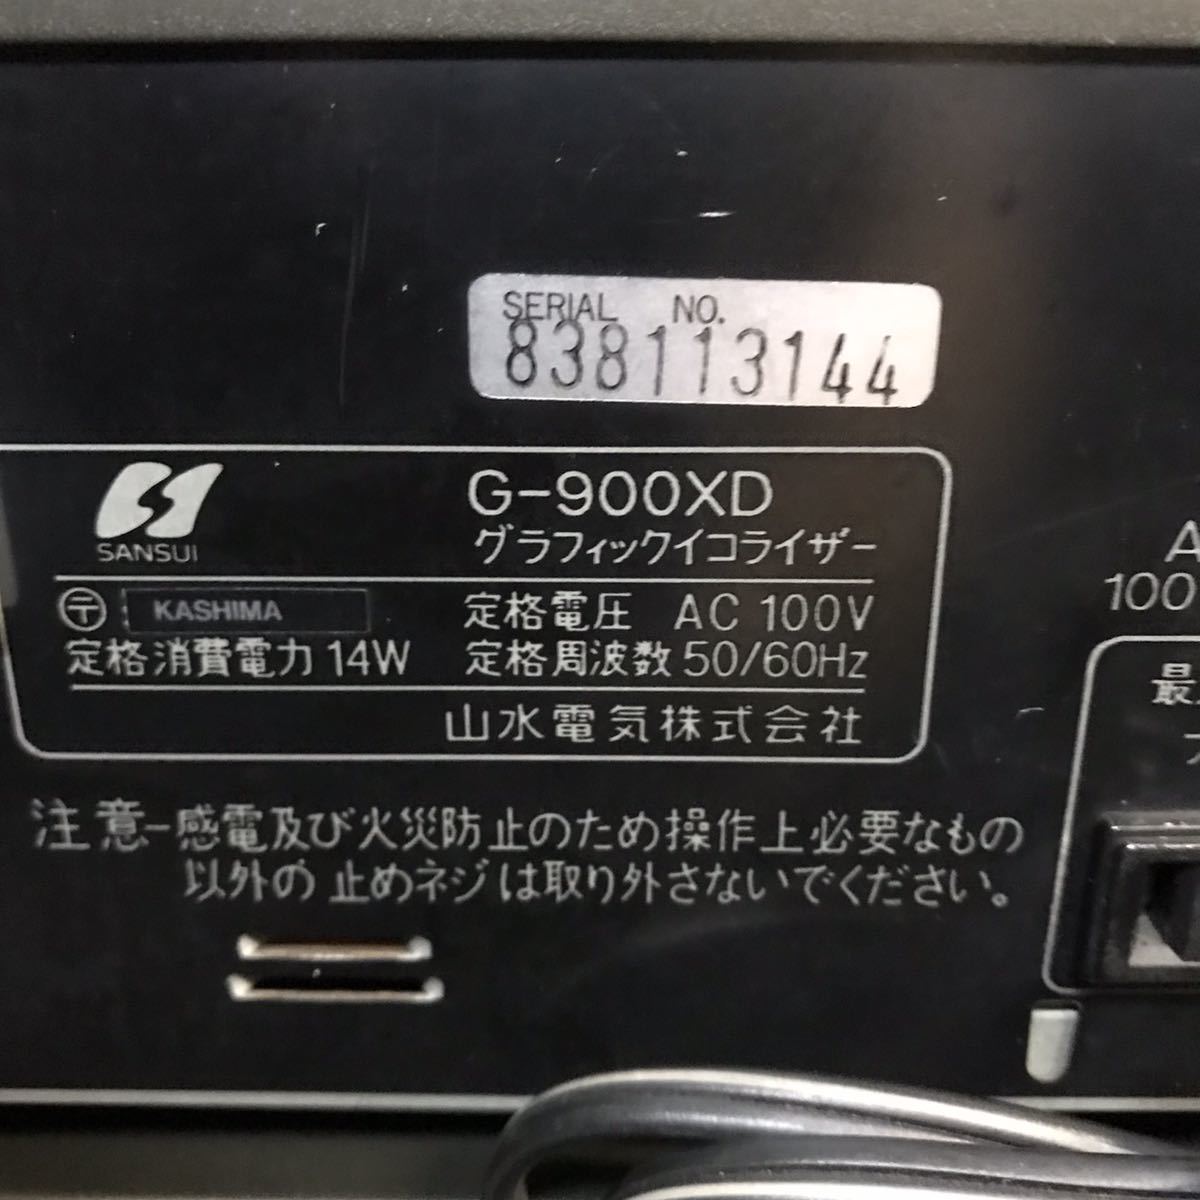 SERIAL NO.
838113144
SANSUI
G-900XD
グラフィックイコライザー
〒 KASHIMA
定格電圧 AC 100V
定格消費電力 14W
定格周波数 50/60Hz
山水電気株式会社
注意-感電及び火災防止のため操作上必要なもの
以外の止めネジは取り外さないでください。
A
100
最